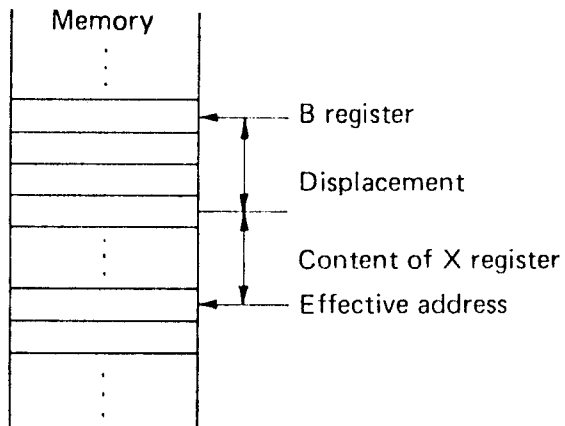 Memory
B register
Displacement
Content of X register
Effective address